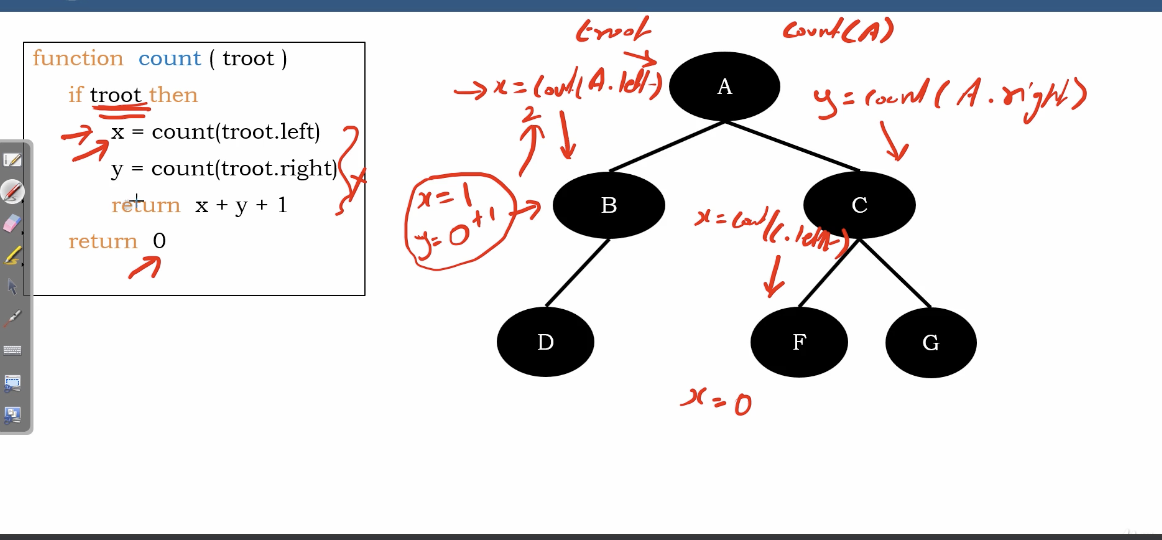 function count ( troot )
if troot then
x = count(troot.left)
y = count(troot.right)
return x + y + 1
return 0
troot
count(A)
x = count(A.left)
y = count(A.right)
2
x = 1
y = 0 +1
x = count(C.left)
x = 0
A
B
C
D
F
G